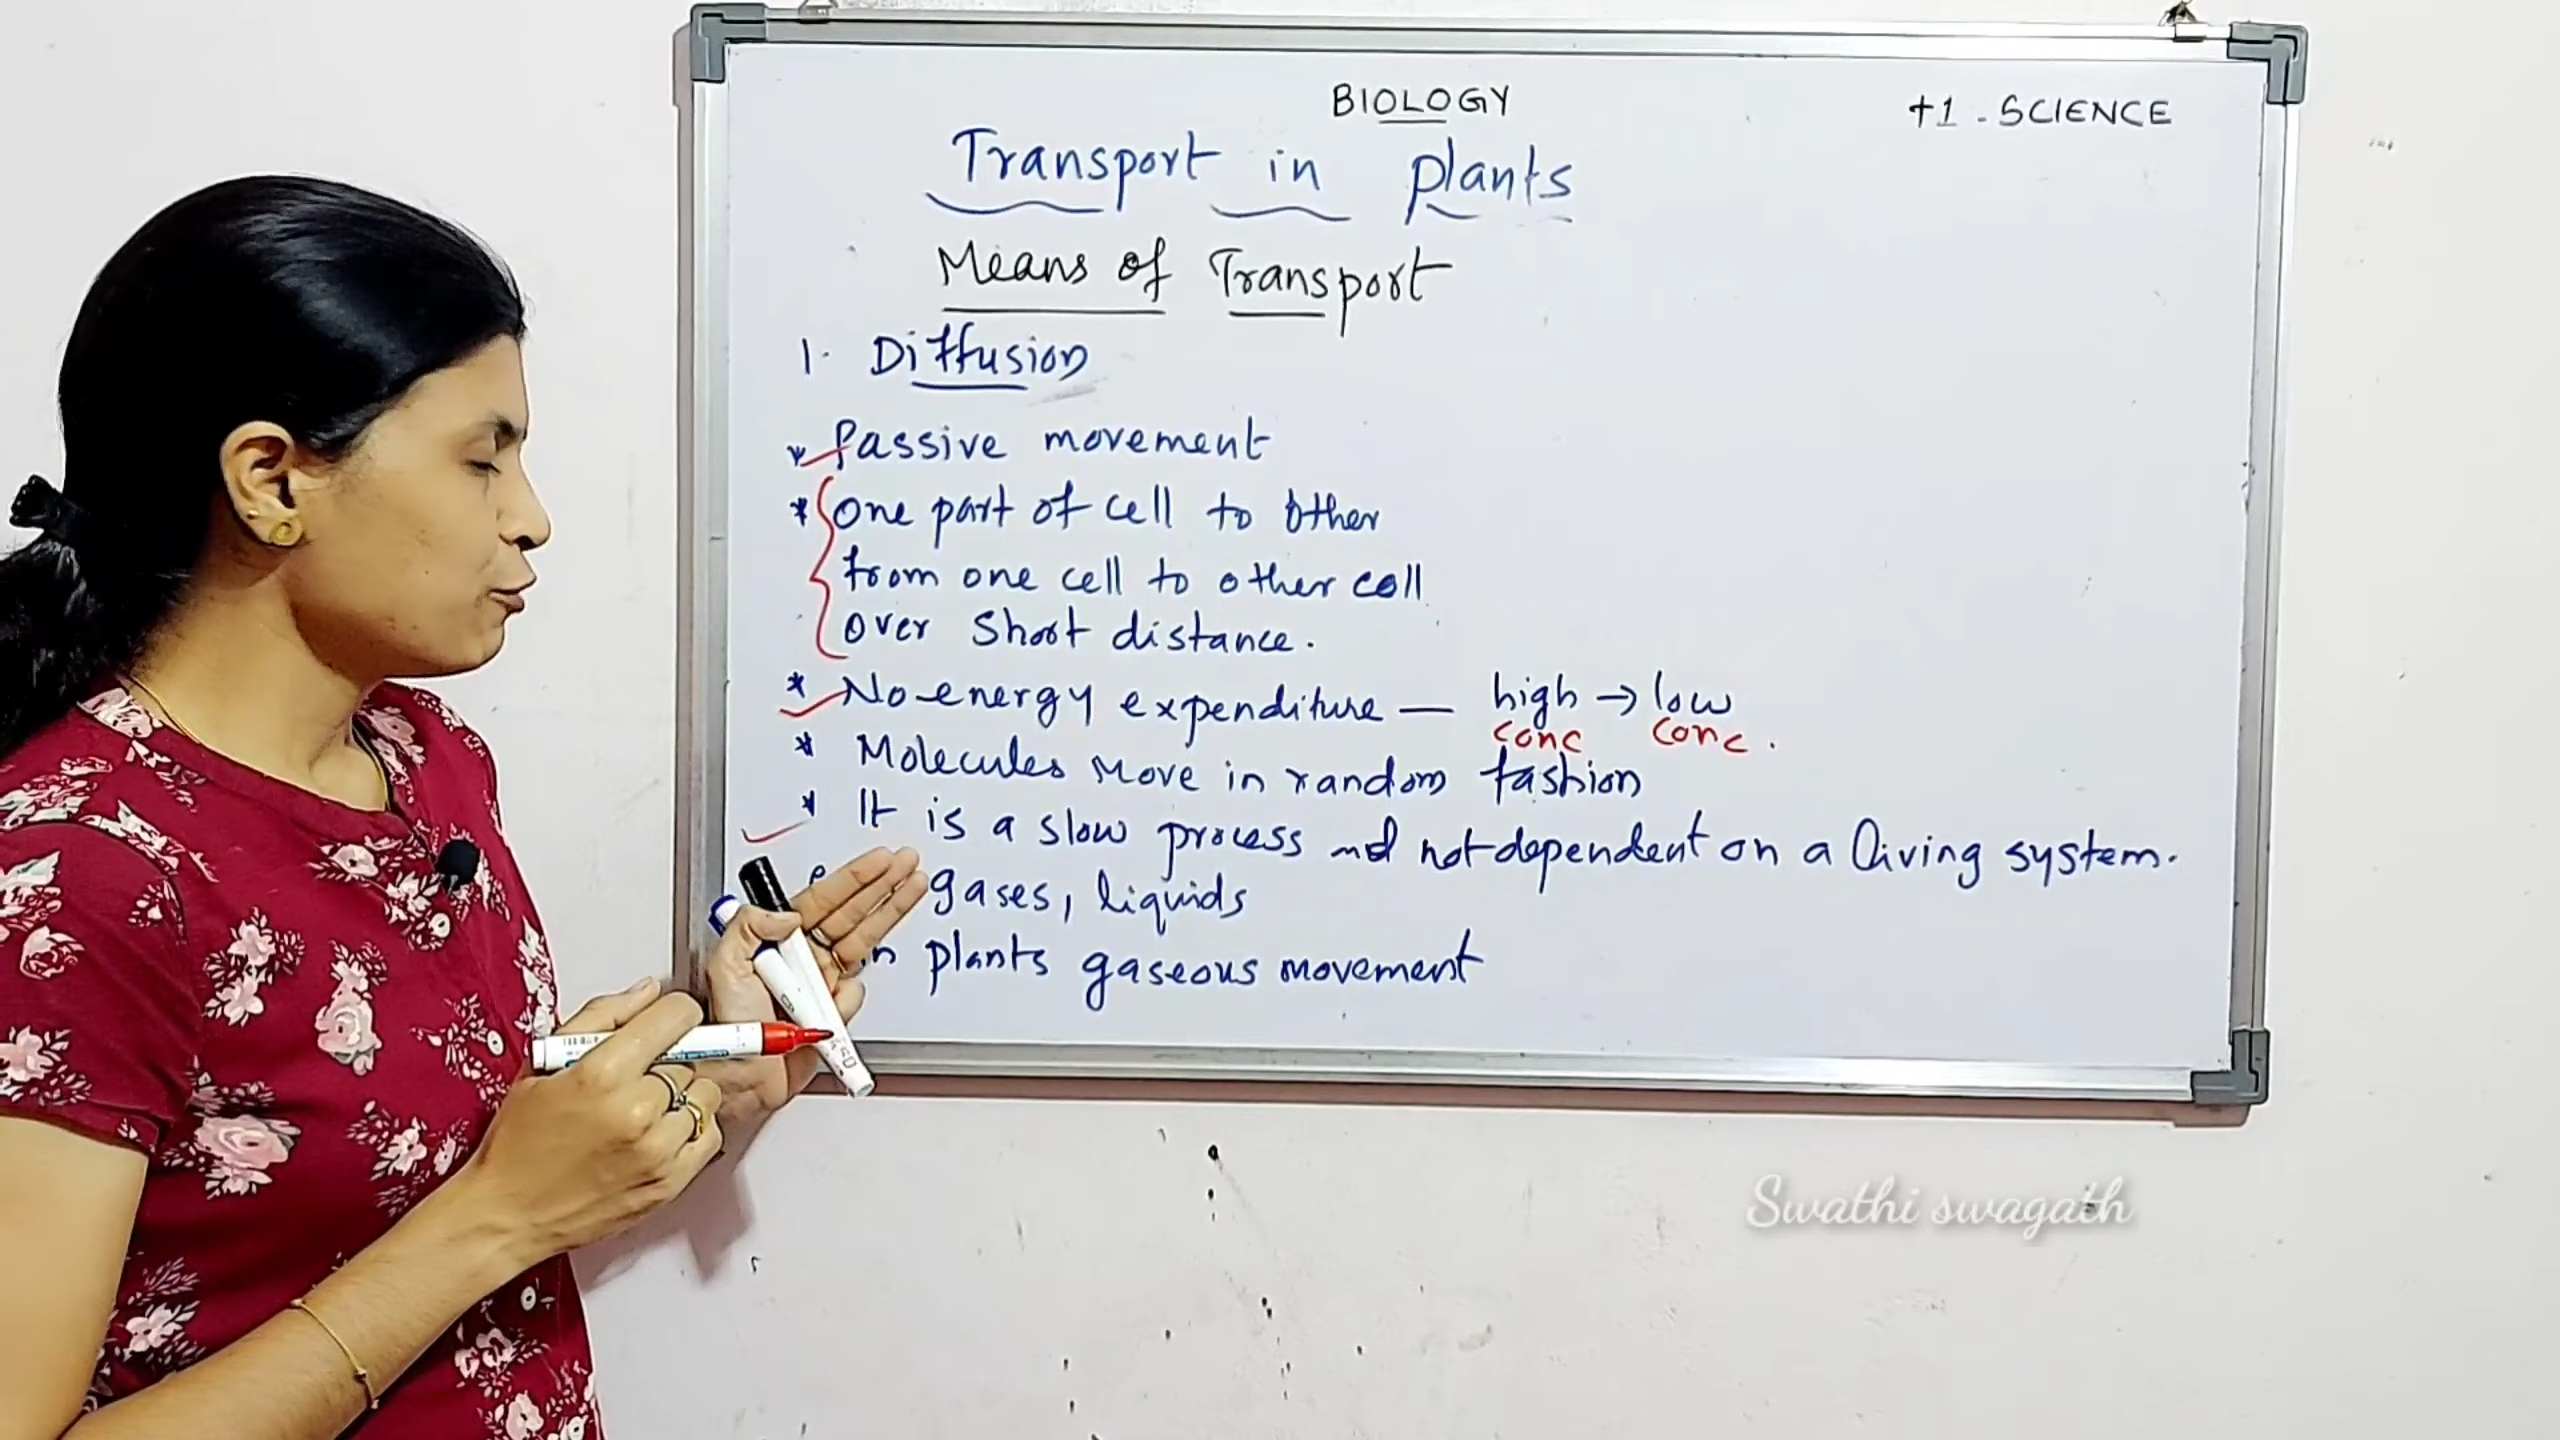 BIOLOGY
+1 - SCIENCE
Transport in plants
Means of Transport
1. Diffusion
* Passive movement
* One part of cell to other
from one cell to other cell
over short distance.
* No energy expenditure — high → low
conc conc.
* Molecules move in random fashion
* It is a slow process and not dependent on a living system.
gases, liquids
plants gaseous movement
Swathi swagath